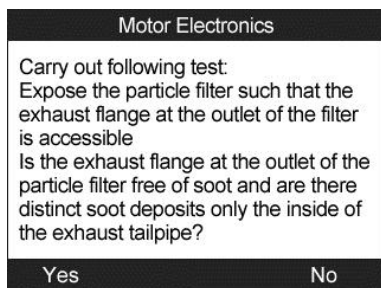 Motor Electronics
Carry out following test:
Expose the particle filter such that the
exhaust flange at the outlet of the filter
is accessible
Is the exhaust flange at the outlet of the
particle filter free of soot and are there
distinct soot deposits only the inside of
the exhaust tailpipe?
Yes No